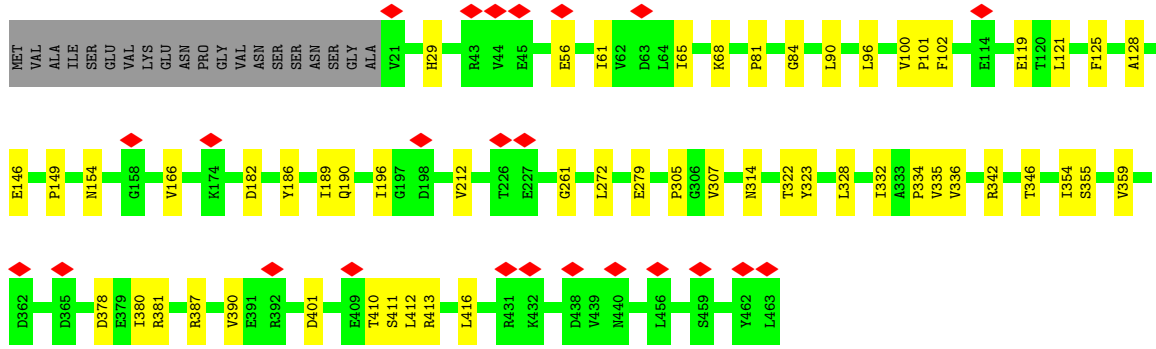 MET VAL ALA ILE SER GLU VAL LYS GLU ASN PRO GLY VAL ASN SER SER ASN SER GLY ALA V21 H29 R43 V44 E45 E56 I61 V62 D63 L64 I65 K68 P81 G84 L90 L96 V100 P101 F102 E114 E119 T120 L121 F125 A128
E146 P149 N154 G158 V166 K174 D182 Y186 I189 Q190 I196 G197 D198 V212 T226 E227 G261 L272 E279 P305 G306 V307 N314 T322 Y323 L328 I332 A333 P334 V335 V336 R342 T346 I354 S355 V359
D362 D365 D378 E379 I380 R381 R387 V390 E391 R392 D401 E409 T410 S411 L412 R413 L416 R431 K432 D438 V439 N440 L456 S459 Y462 L463